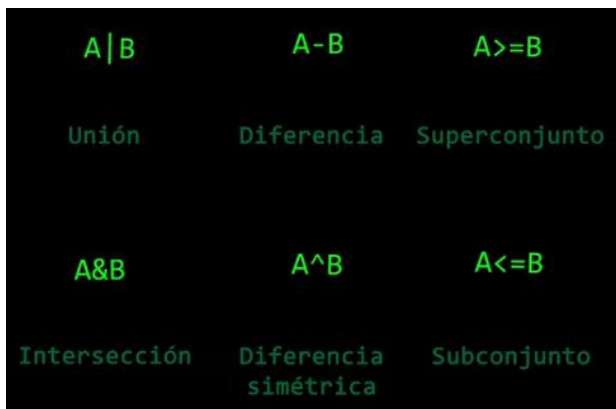 A|B A-B A>=B
Unión Diferencia Superconjunto
A&B A^B A<=B
Intersección Diferencia simétrica Subconjunto